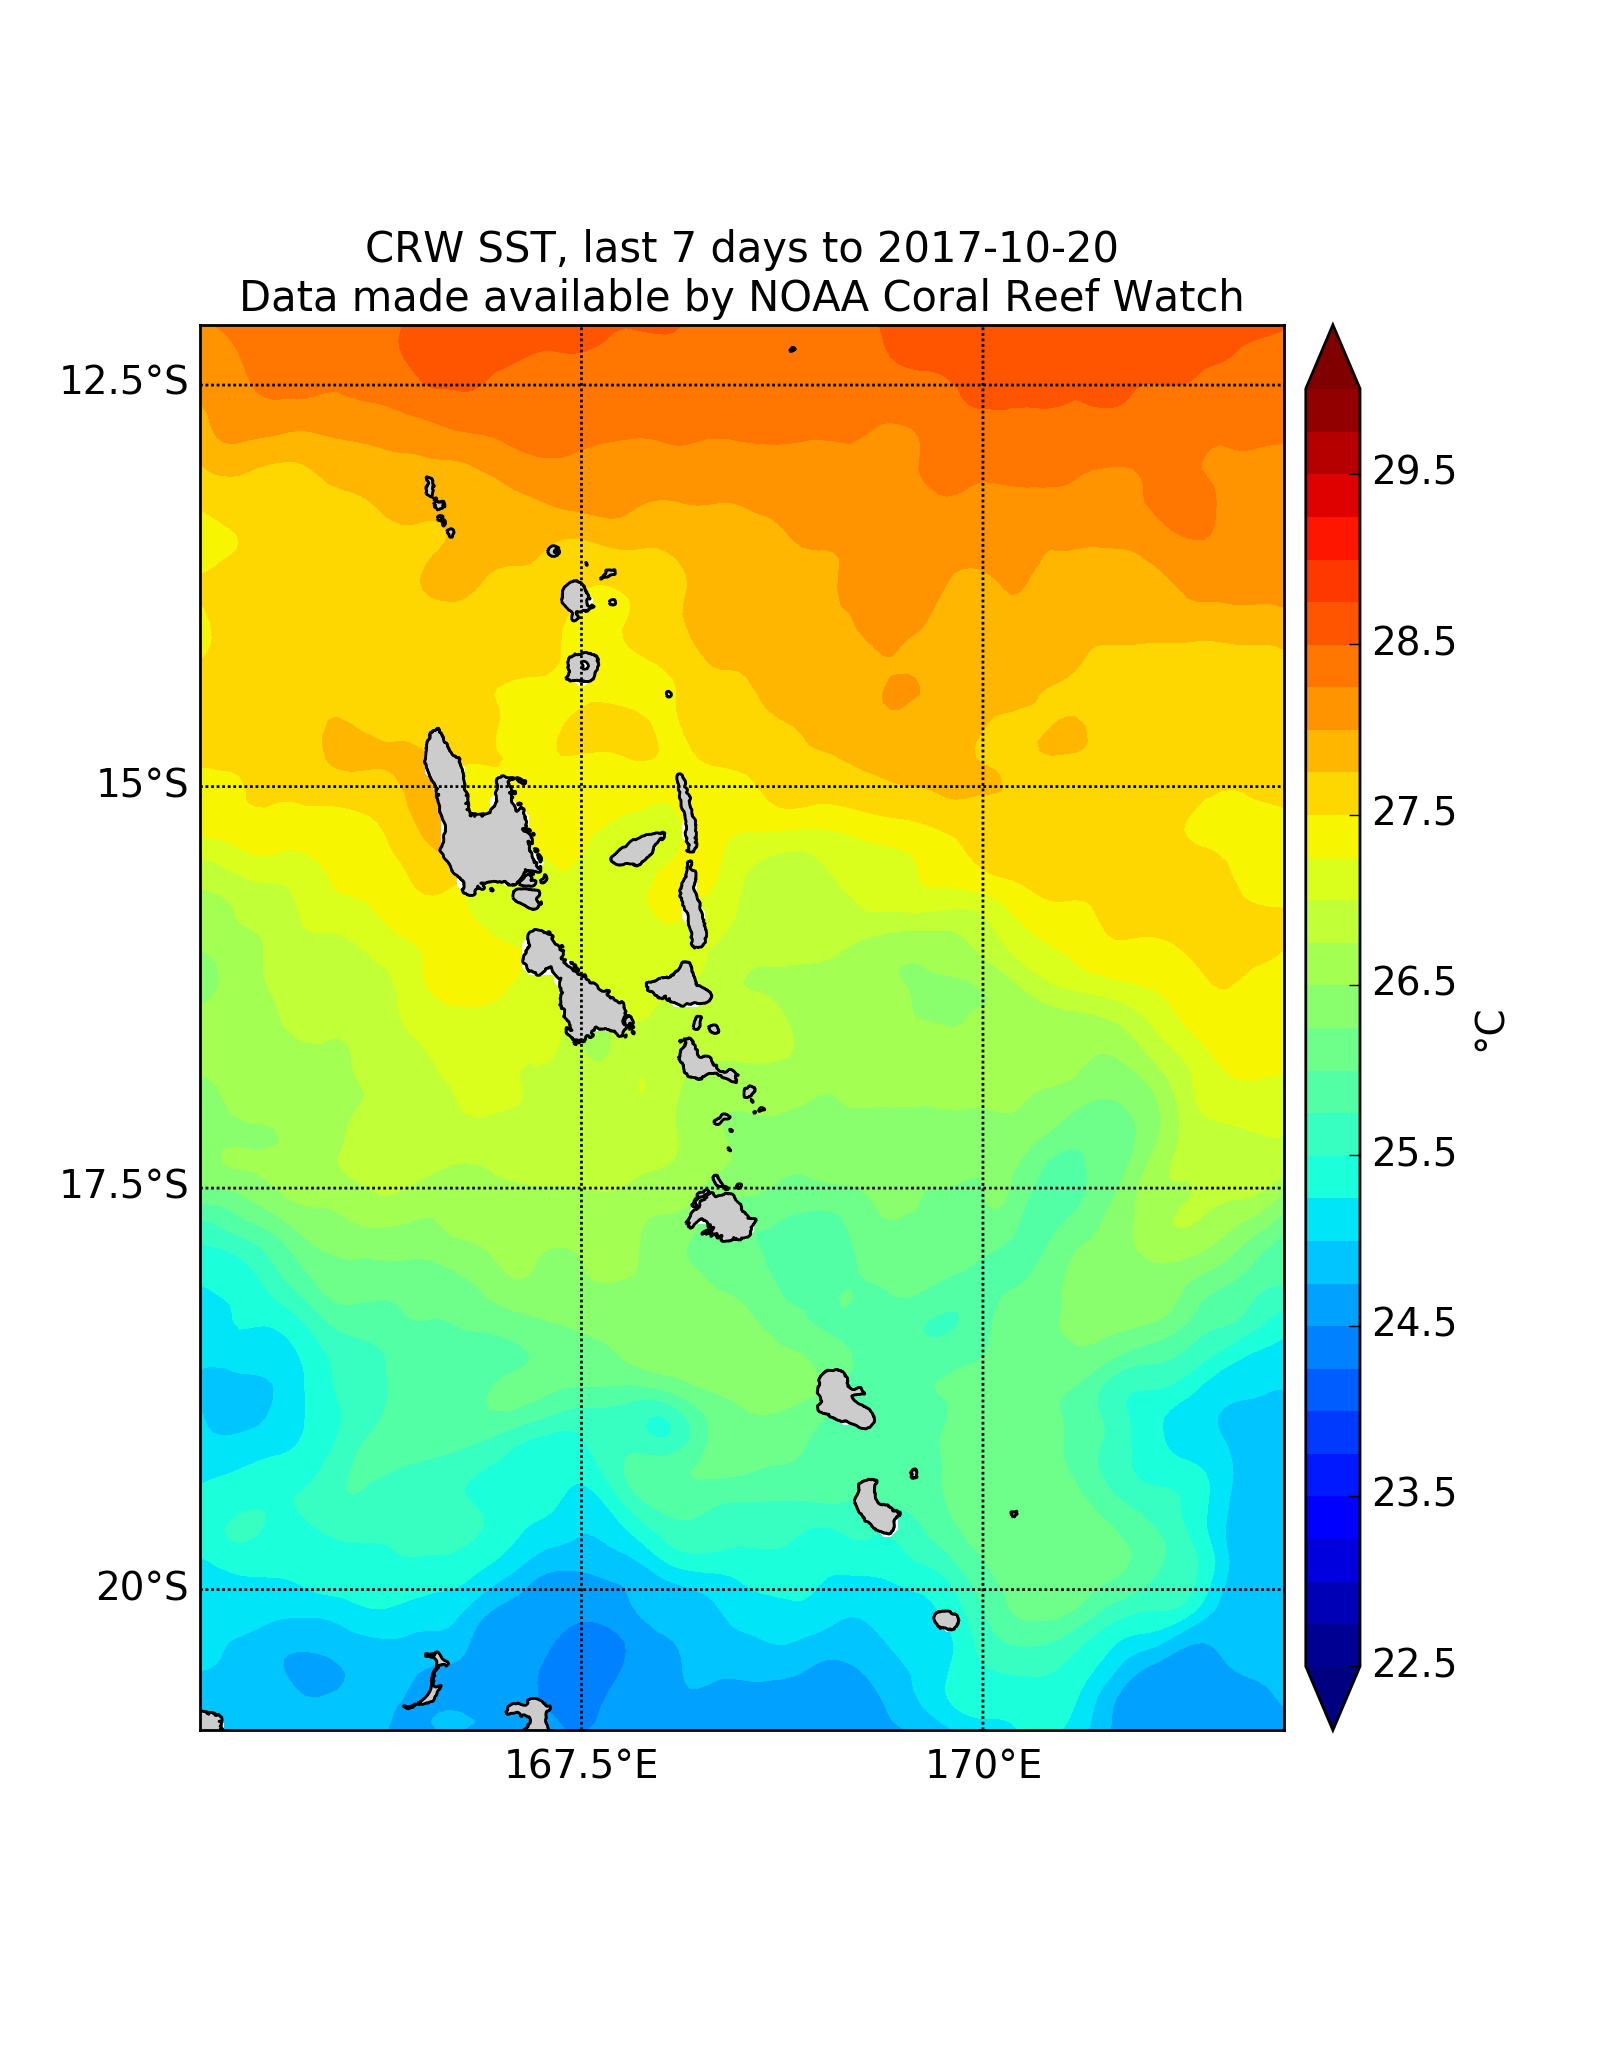 CRW SST, last 7 days to 2017-10-20
Data made available by NOAA Coral Reef Watch
12.5°S
15°S
17.5°S
20°S
167.5°E
170°E
29.5
28.5
27.5
26.5
25.5
24.5
23.5
22.5
°C